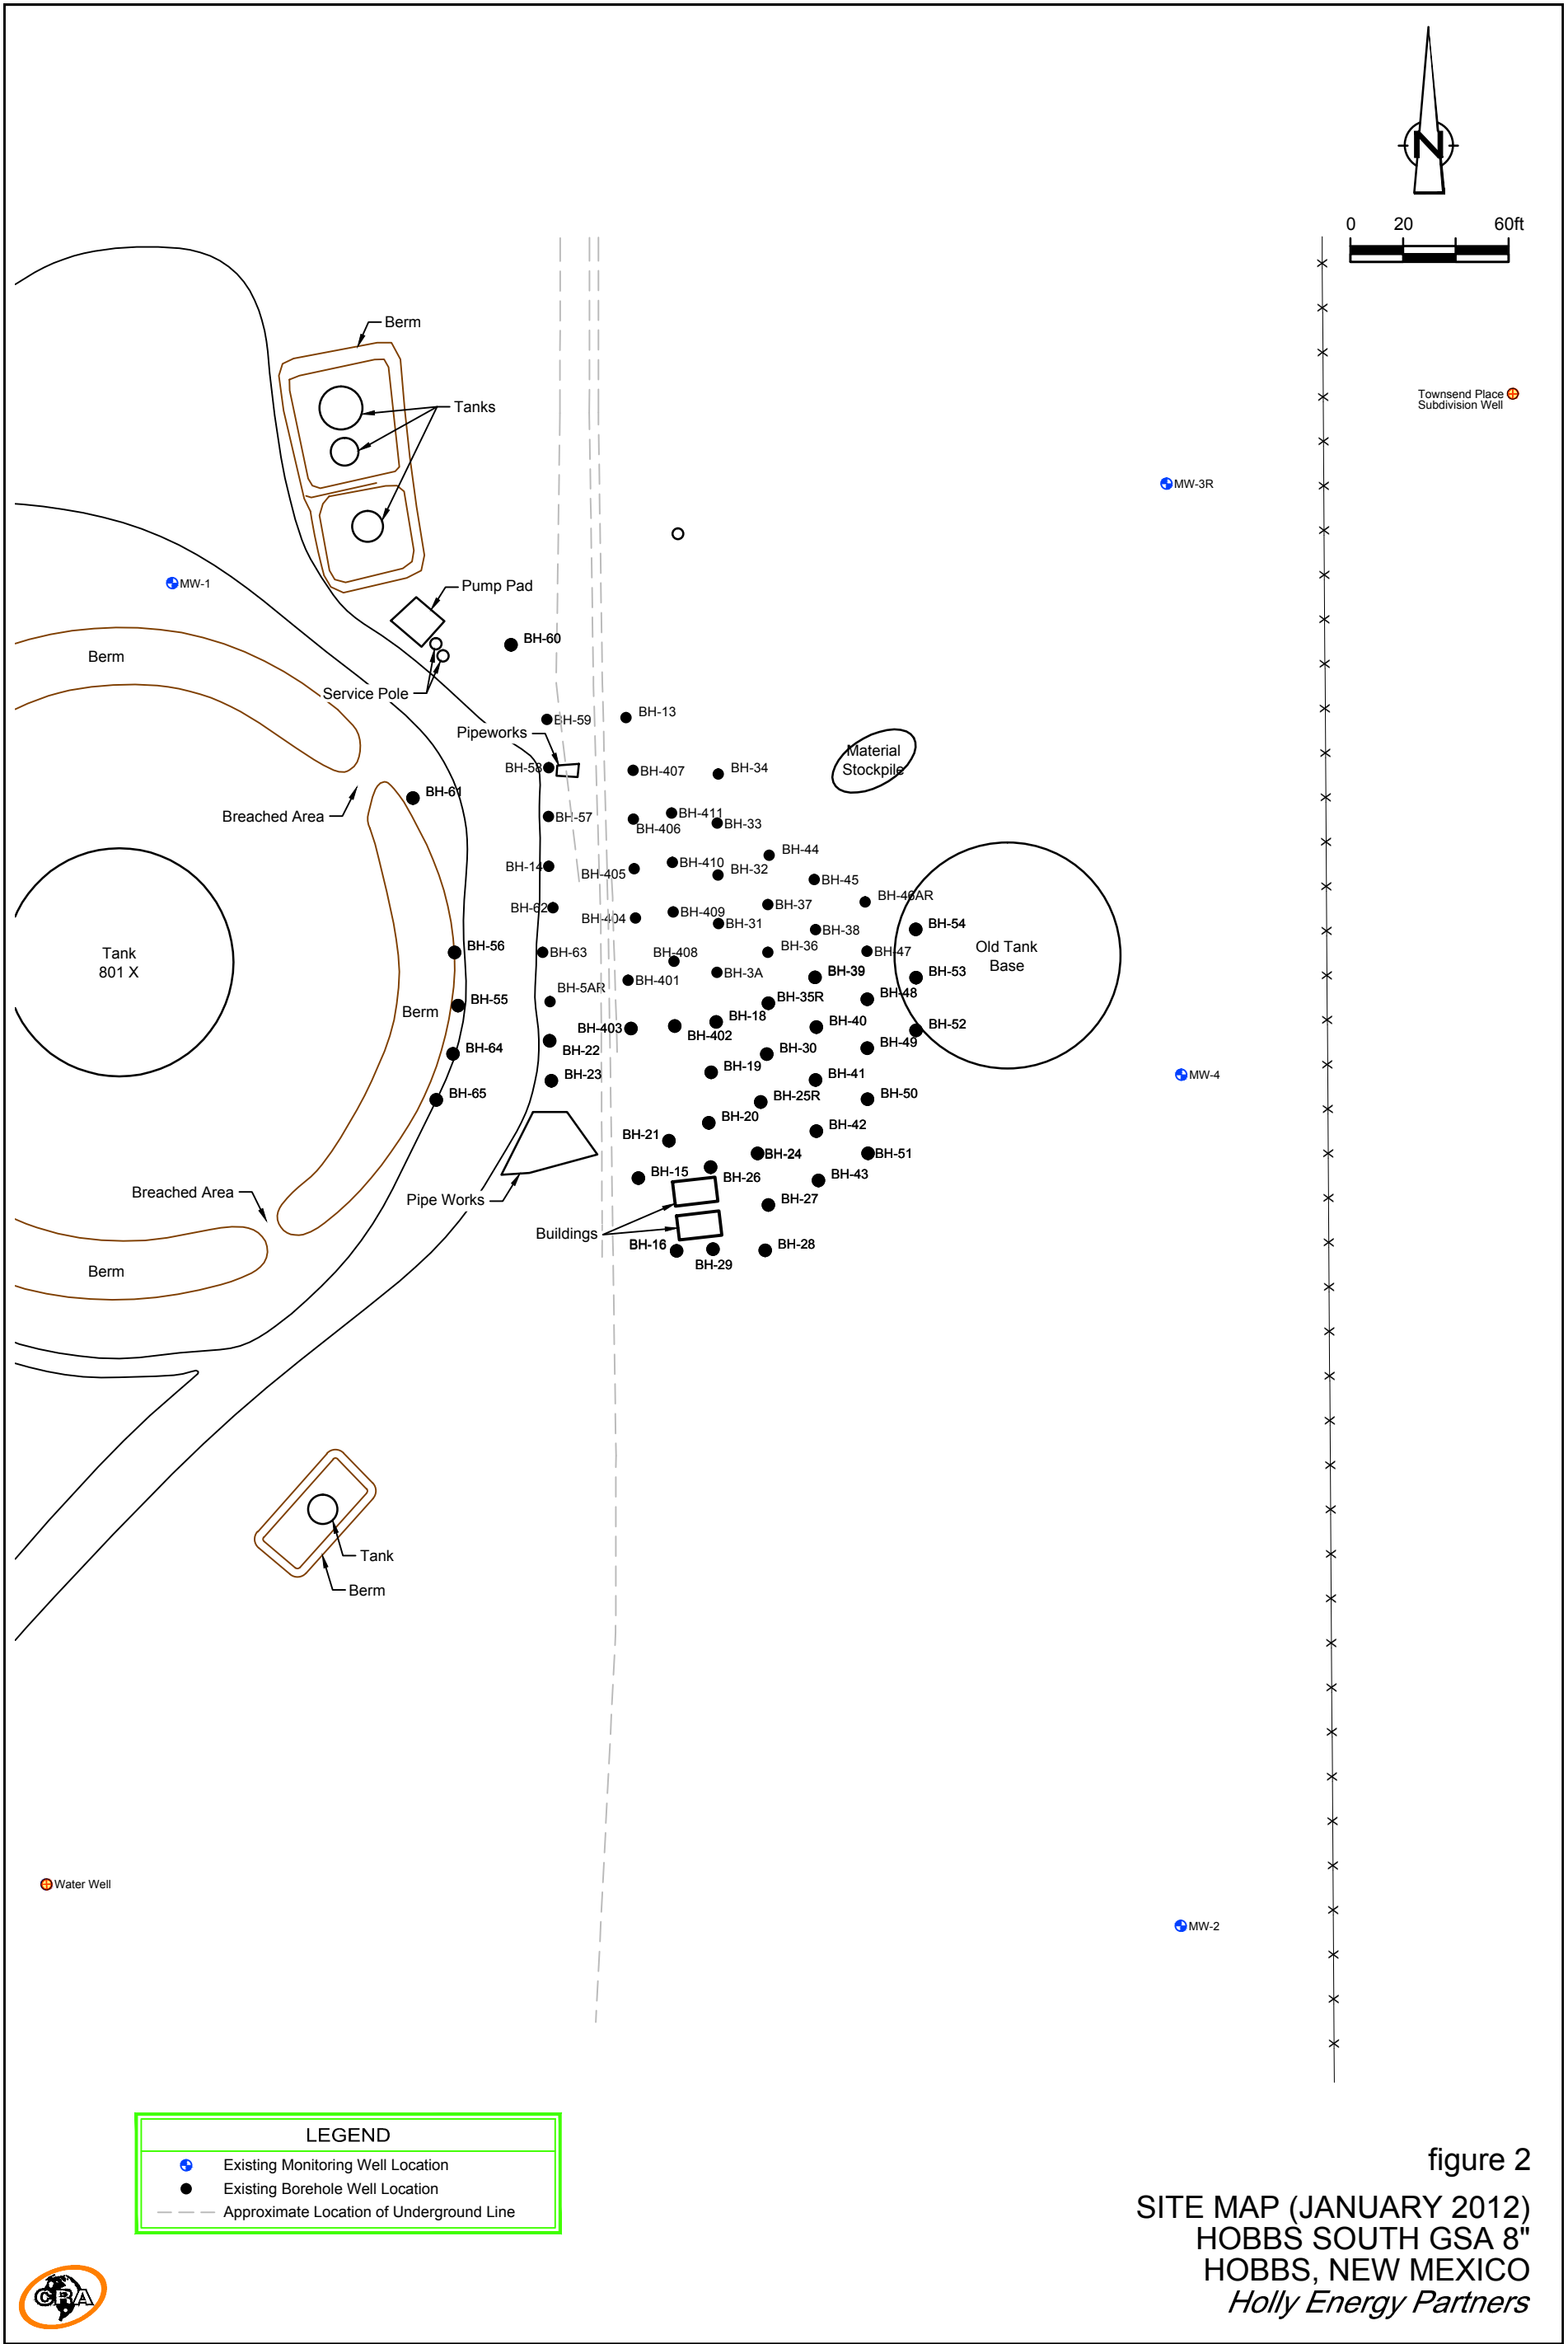 N
0 20 60ft
Berm
Townsend Place
Subdivision Well
Tanks
MW-3R
MW-1
Pump Pad
BH-60
Berm
Service Pole
BH-13
BH-59
Pipeworks
Material
Stockpile
BH-58
BH-407
BH-34
BH-61
Breached Area
BH-57
BH-411
BH-406
BH-33
BH-44
BH-14
BH-410
BH-405
BH-32
BH-45
BH-46AR
BH-62
BH-404
BH-409
BH-37
BH-31
BH-38
BH-54
Tank
801 X
BH-56
BH-63
BH-408
BH-36
BH-47
Old Tank
Base
BH-401
BH-3A
BH-39
BH-53
BH-5AR
BH-55
Berm
BH-35R
BH-48
BH-403
BH-18
BH-402
BH-40
BH-52
BH-64
BH-22
BH-30
BH-49
BH-23
BH-19
BH-41
MW-4
BH-65
BH-25R
BH-50
BH-20
BH-21
BH-42
BH-24
BH-51
BH-15
BH-26
BH-43
Breached Area
Pipe Works
BH-27
Buildings
BH-16
BH-29
BH-28
Berm
Tank
Berm
Water Well
MW-2
LEGEND
Existing Monitoring Well Location
Existing Borehole Well Location
Approximate Location of Underground Line
figure 2
SITE MAP (JANUARY 2012)
HOBBS SOUTH GSA 8"
HOBBS, NEW MEXICO
Holly Energy Partners
CRA